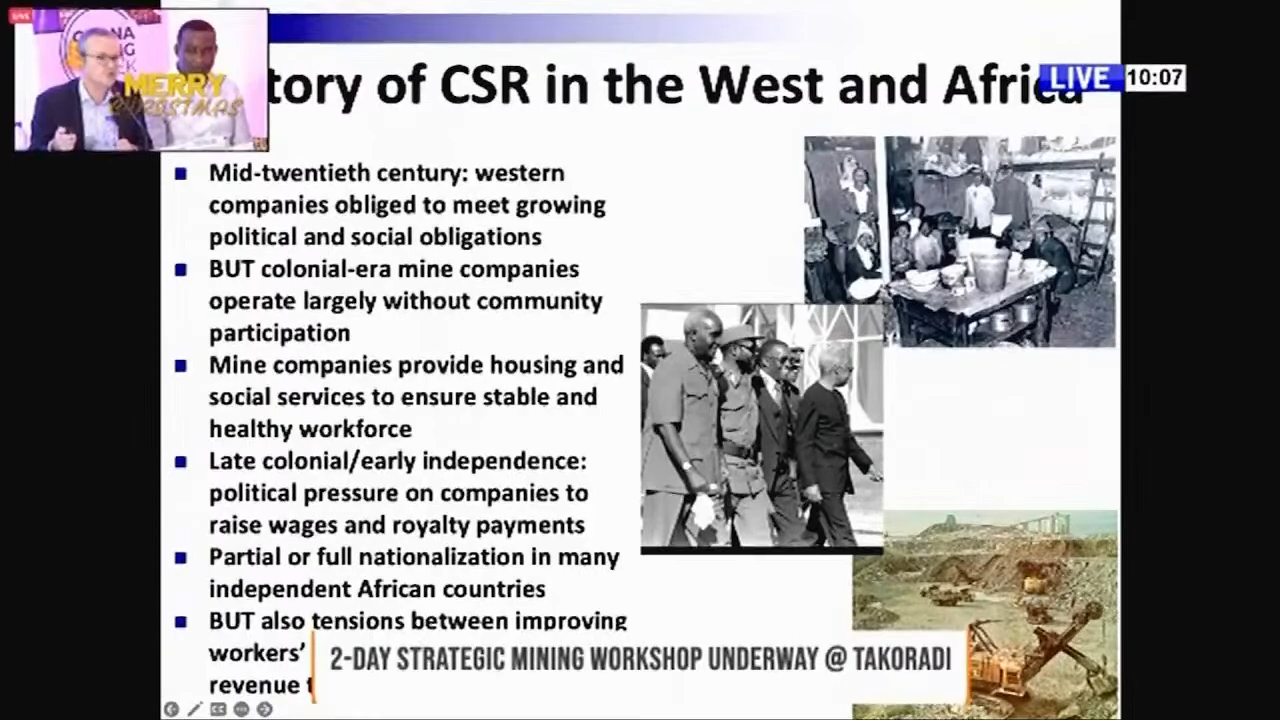 LIVE
MERRY
CHRISTMAS
tory of CSR in the West and Africa
LIVE 10:07
Mid-twentieth century: western
companies obliged to meet growing
political and social obligations
BUT colonial-era mine companies
operate largely without community
participation
Mine companies provide housing and
social services to ensure stable and
healthy workforce
Late colonial/early independence:
political pressure on companies to
raise wages and royalty payments
Partial or full nationalization in many
independent African countries
BUT also tensions between improving
workers’
revenue
2-DAY STRATEGIC MINING WORKSHOP UNDERWAY @ TAKORADI